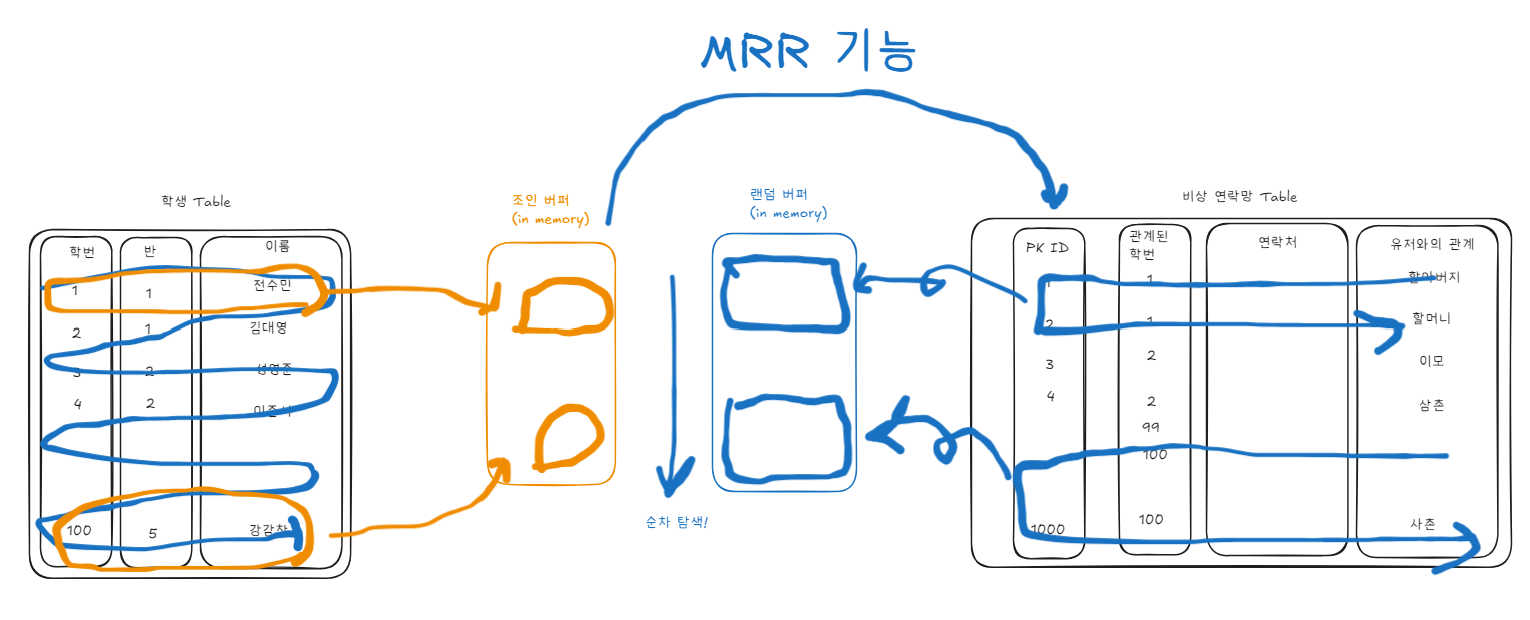 MRR 기능
학생 Table
학번 반 이름
1 1 전수민
2 1 김대영
3 2 성영준
4 2
100 5 강감찬
조인 버퍼
(in memory)
순차 탐색!
랜덤 버퍼
(in memory)
비상 연락망 Table
PK ID 관계된 학번 연락처 유저와의 관계
1 1 할아버지
2 1 할머니
3 2 이모
4 2 삼촌
99
100
1000 100 사촌